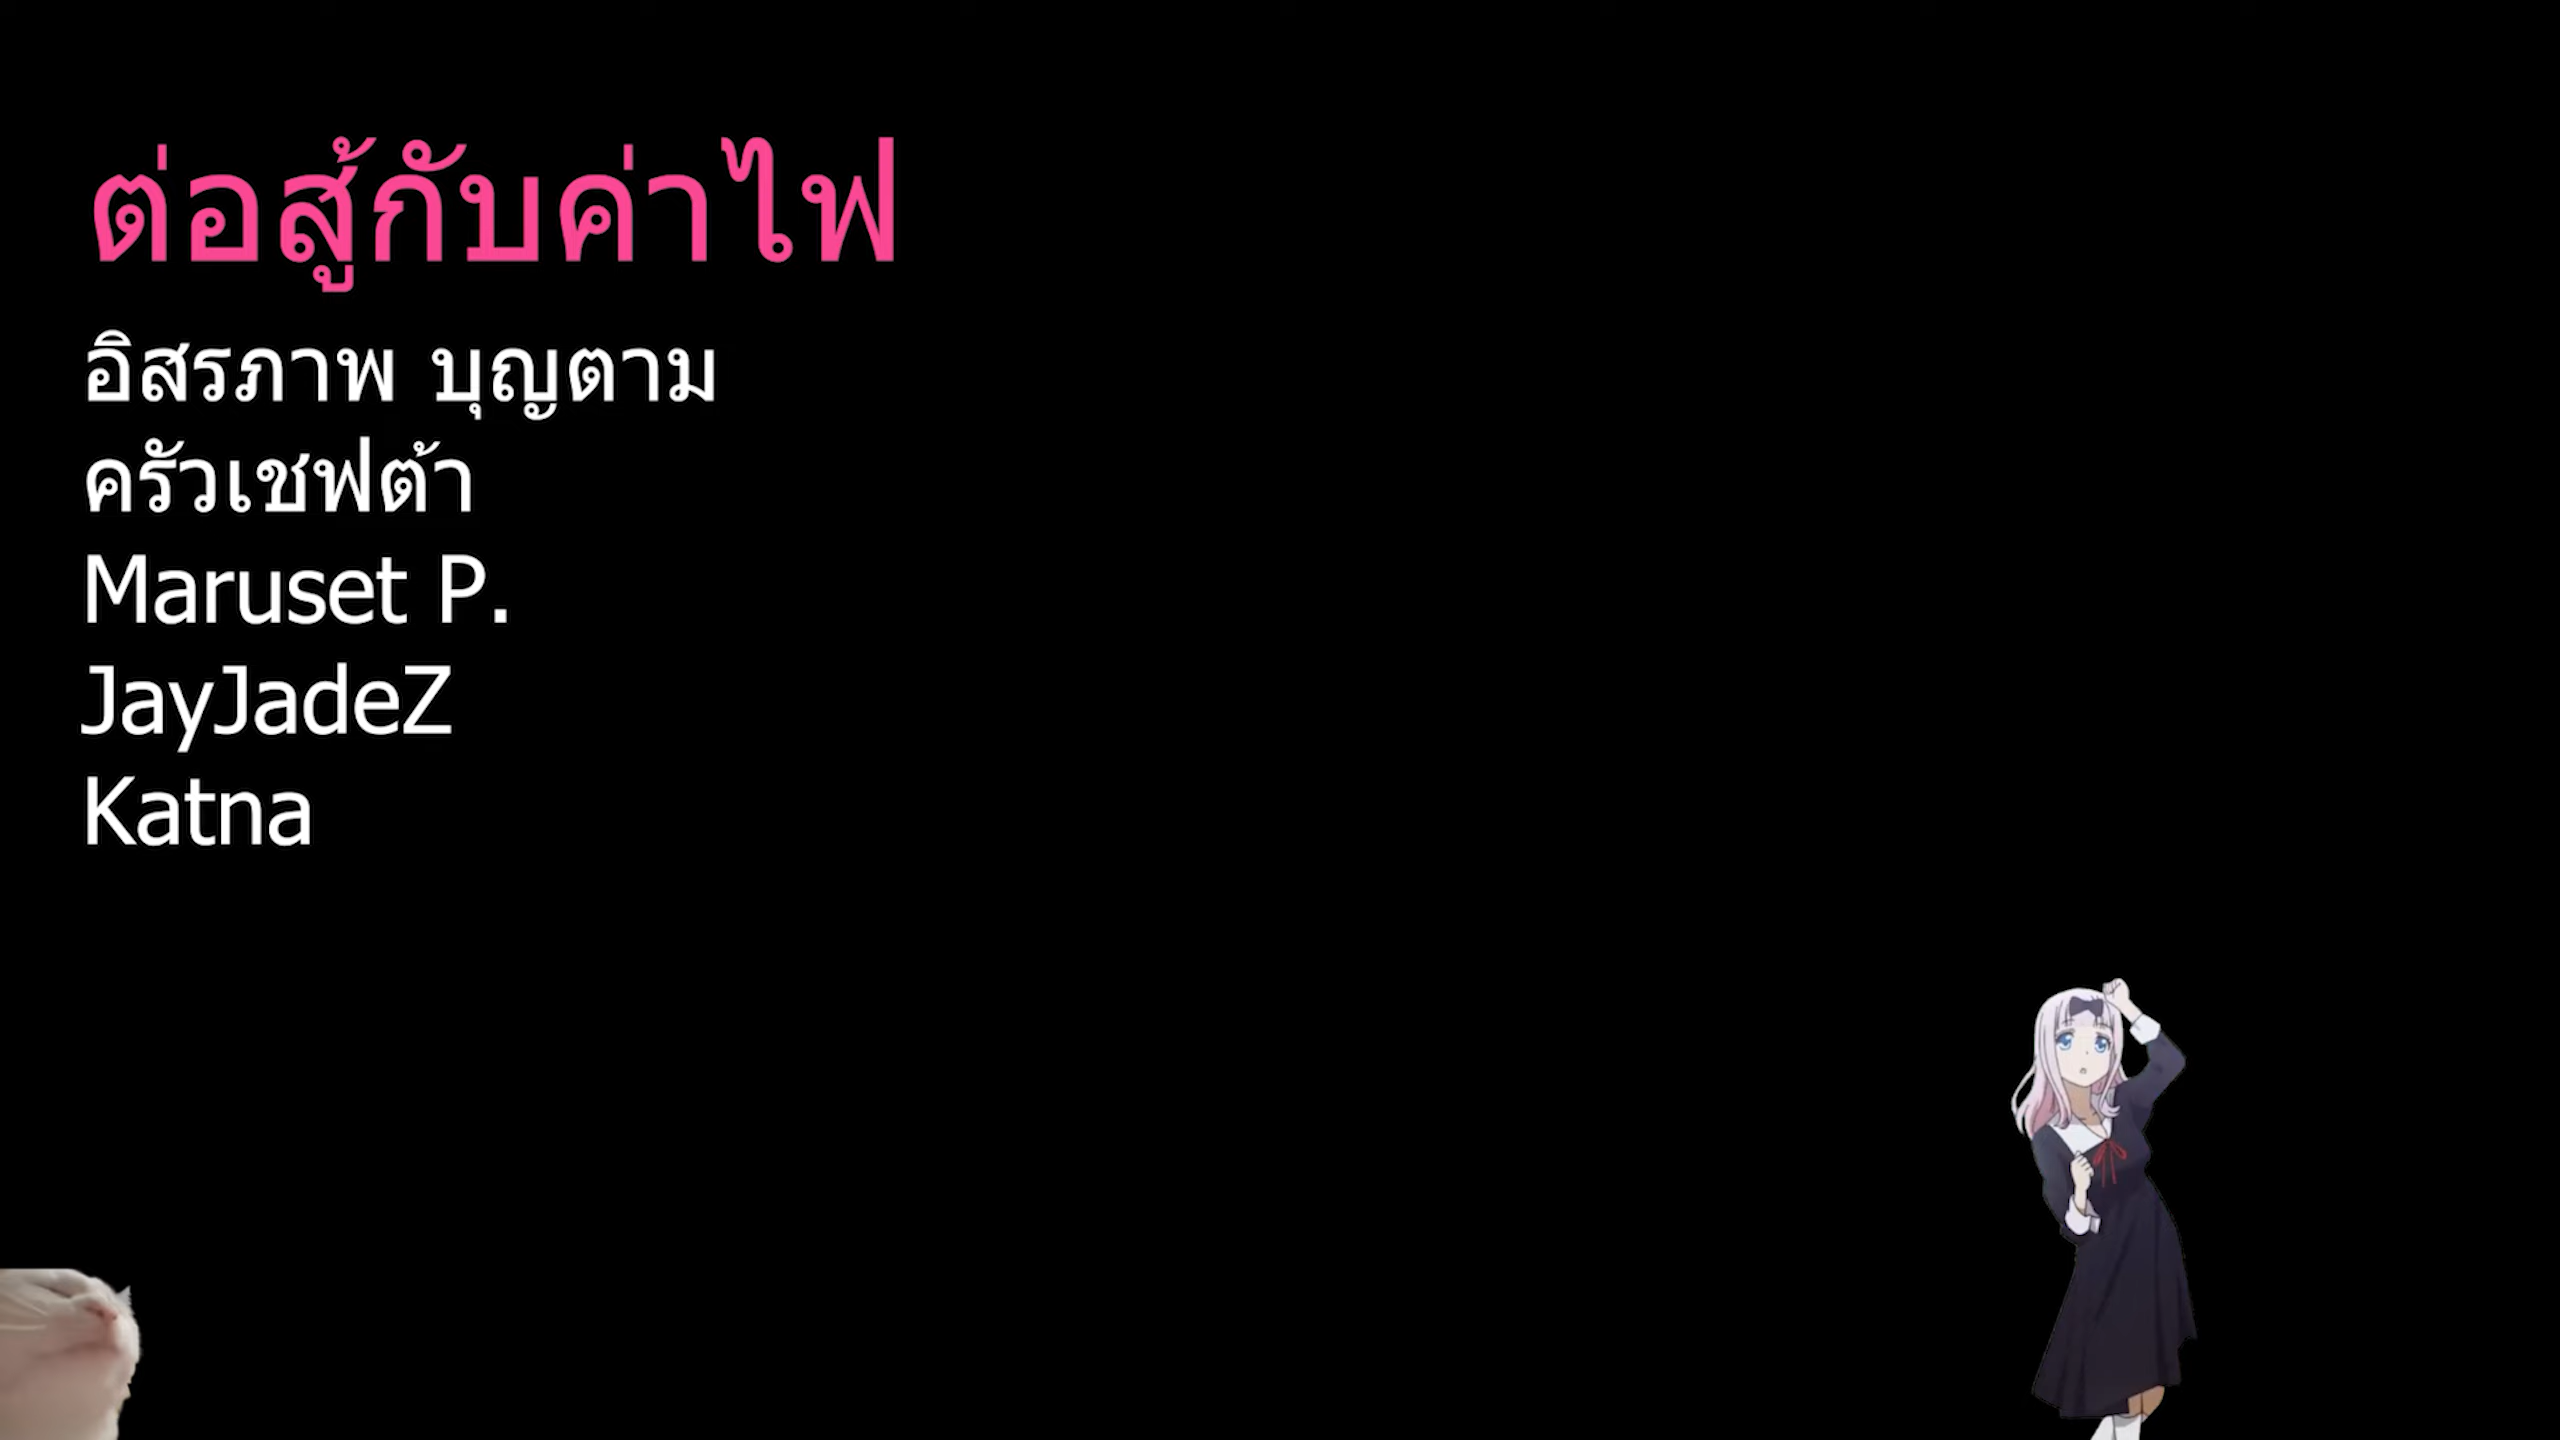 ต่อสู้กับค่าไฟ
อิสรภาพ บุญตาม
ครัวเชฟต้า
Maruset P.
JayJadeZ
Katna